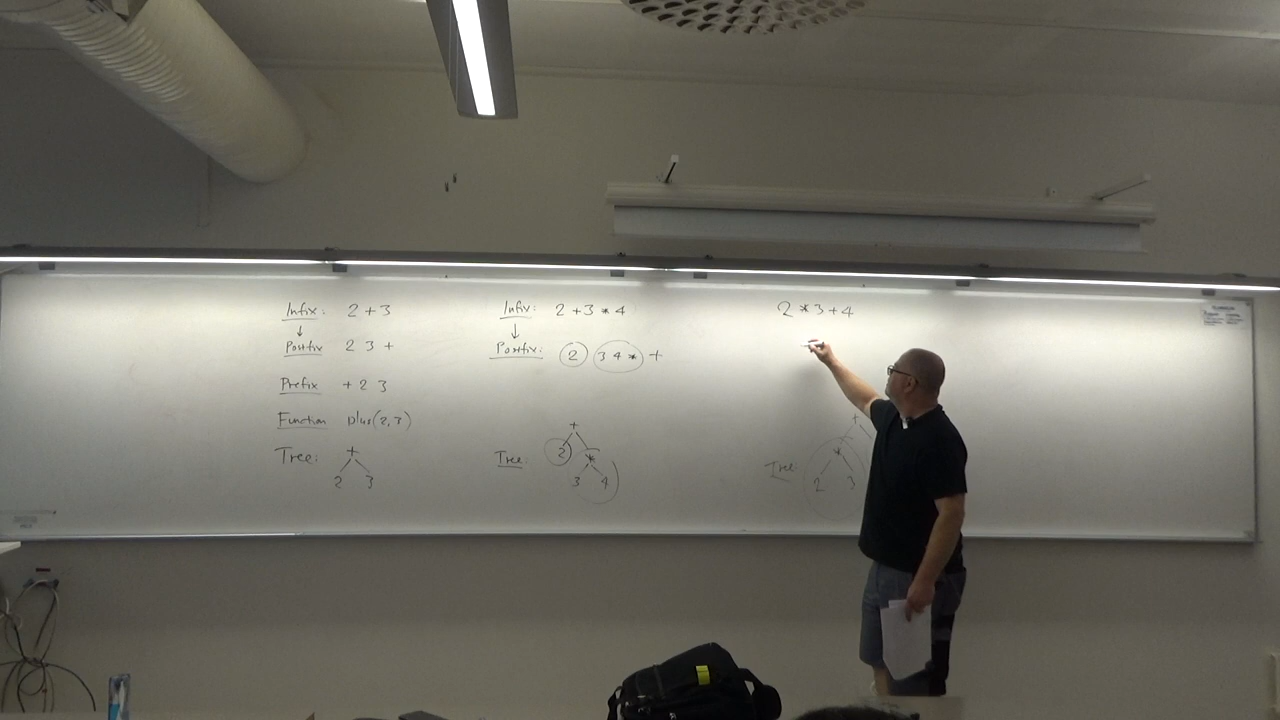 Infix: 2 + 3
↓
Postfix 2 3 +
Prefix + 2 3
Function plus(2,3)
Tree: +
2 3
Infix: 2 + 3 * 4
↓
Postfix: 2 3 4 * +
Tree +
2 *
3 4
2 * 3 + 4
Tree +
*
2 3